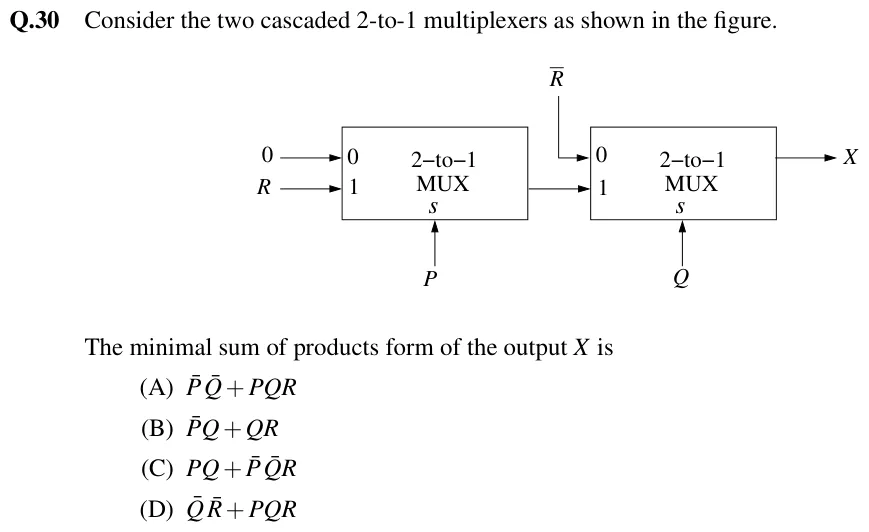 Q.30 Consider the two cascaded 2-to-1 multiplexers as shown in the figure.
R̅
0 0 2–to–1 0 2–to–1 X
R 1 MUX 1 MUX
s s
P Q
The minimal sum of products form of the output X is
(A) P̄Q̄+PQR
(B) P̄Q+QR
(C) PQ+P̄Q̄R
(D) Q̄R̄+PQR